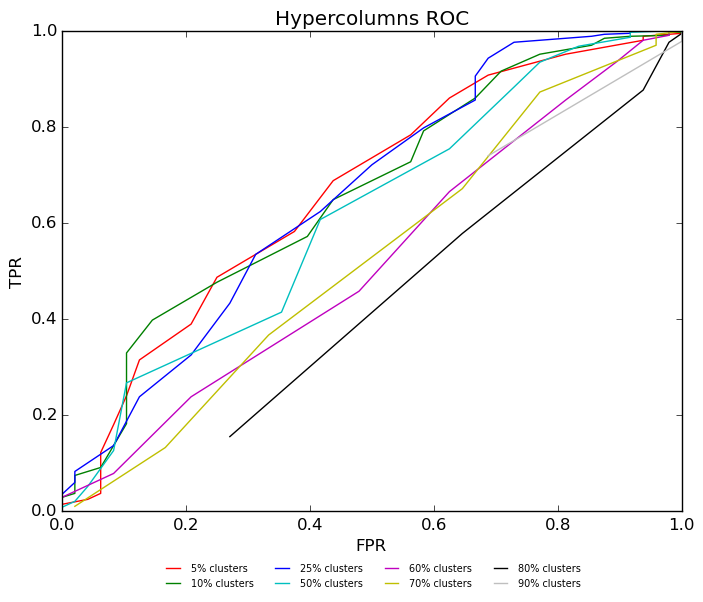 Hypercolumns ROC
1.0
0.8
0.6
0.4
0.2
0.0
TPR
0.0 0.2 0.4 0.6 0.8 1.0
FPR
5% clusters 25% clusters 60% clusters 80% clusters
10% clusters 50% clusters 70% clusters 90% clusters